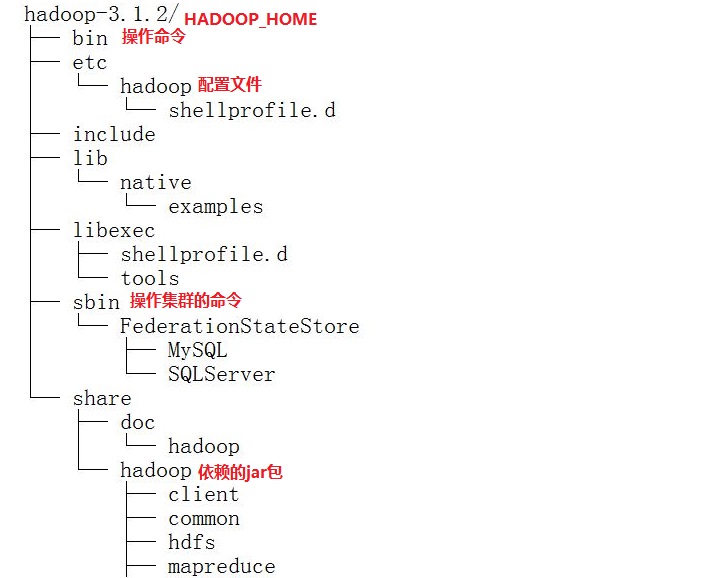 hadoop-3.1.2/ HADOOP_HOME
bin 操作命令
etc
hadoop 配置文件
shellprofile.d
include
lib
native
examples
libexec
shellprofile.d
tools
sbin 操作集群的命令
FederationStateStore
MySQL
SQLServer
share
doc
hadoop
hadoop 依赖的jar包
client
common
hdfs
mapreduce